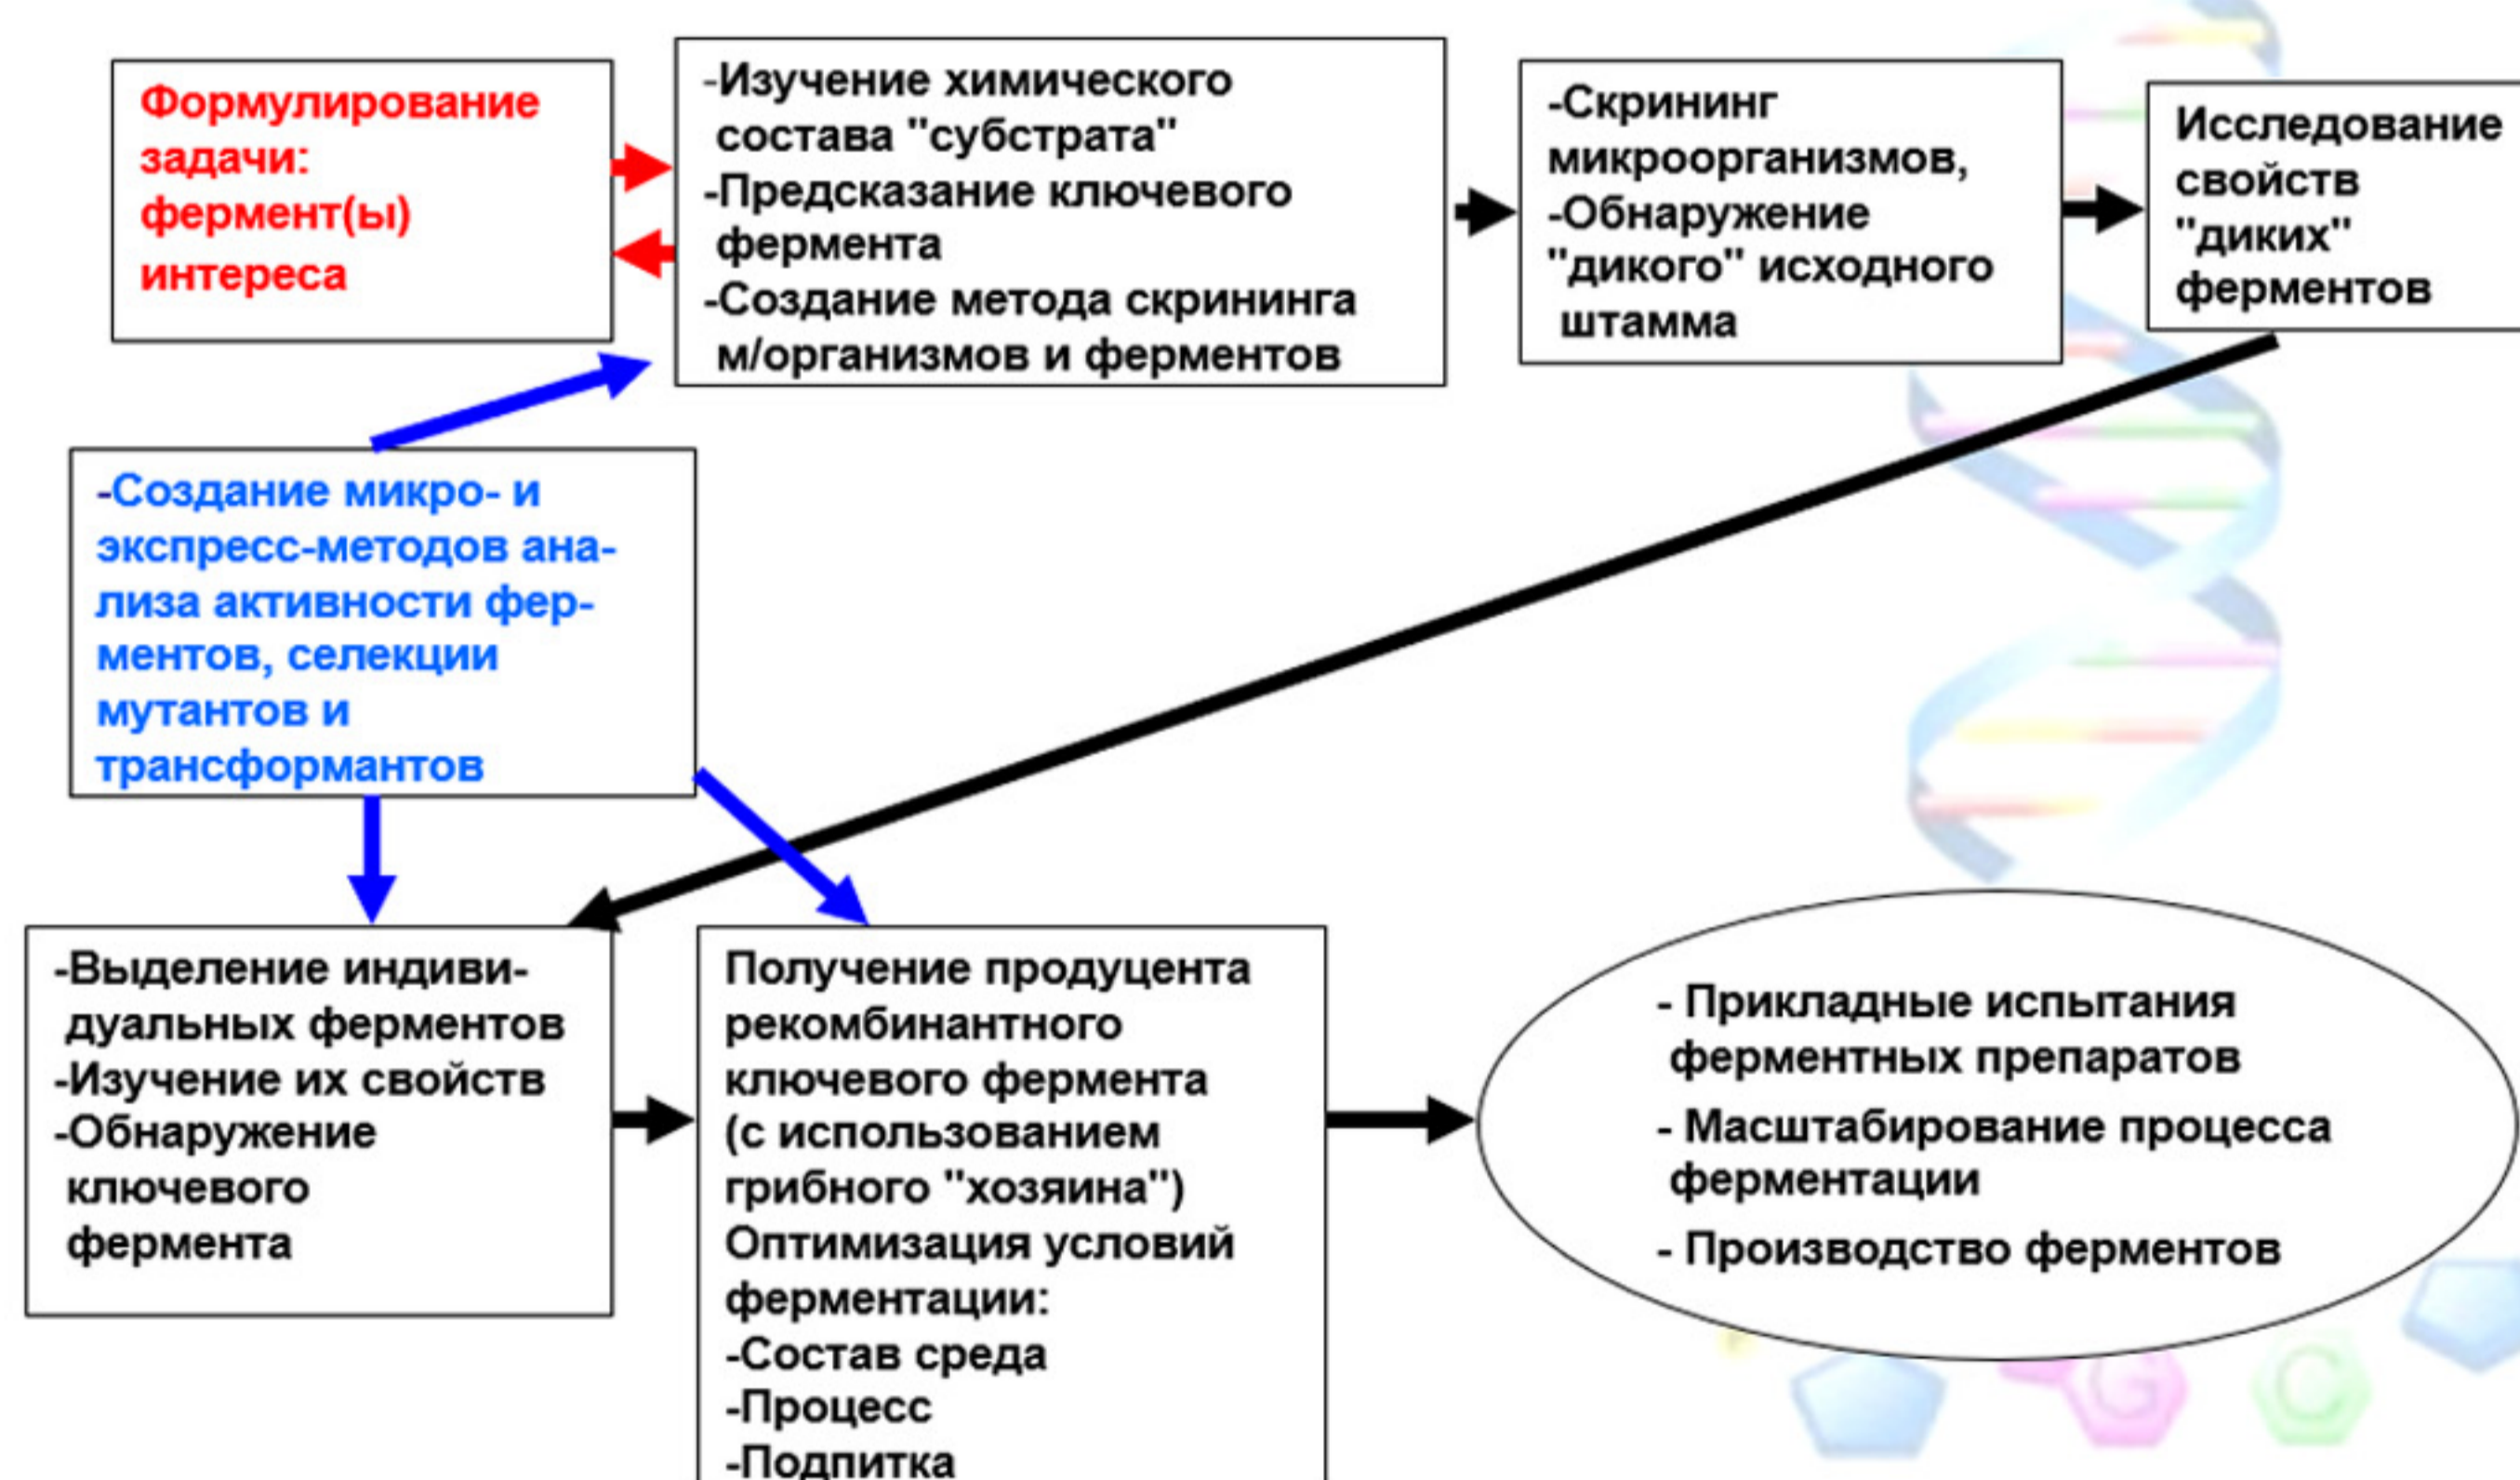 Формулирование
задачи:
фермент(ы)
интереса
-Изучение химического
состава "субстрата"
-Предсказание ключевого
фермента
-Создание метода скрининга
м/организмов и ферментов
-Скрининг
микроорганизмов,
-Обнаружение
"дикого" исходного
штамма
Исследование
свойств
"диких"
ферментов
-Создание микро- и
экспресс-методов ана-
лиза активности фер-
ментов, селекции
мутантов и
трансформантов
-Выделение индиви-
дуальных ферментов
-Изучение их свойств
-Обнаружение
ключевого
фермента
Получение продуцента
рекомбинантного
ключевого фермента
(с использованием
грибного "хозяина")
Оптимизация условий
ферментации:
-Состав среда
-Процесс
-Подпитка
- Прикладные испытания
ферментных препаратов
- Масштабирование процесса
ферментации
- Производство ферментов
G
C